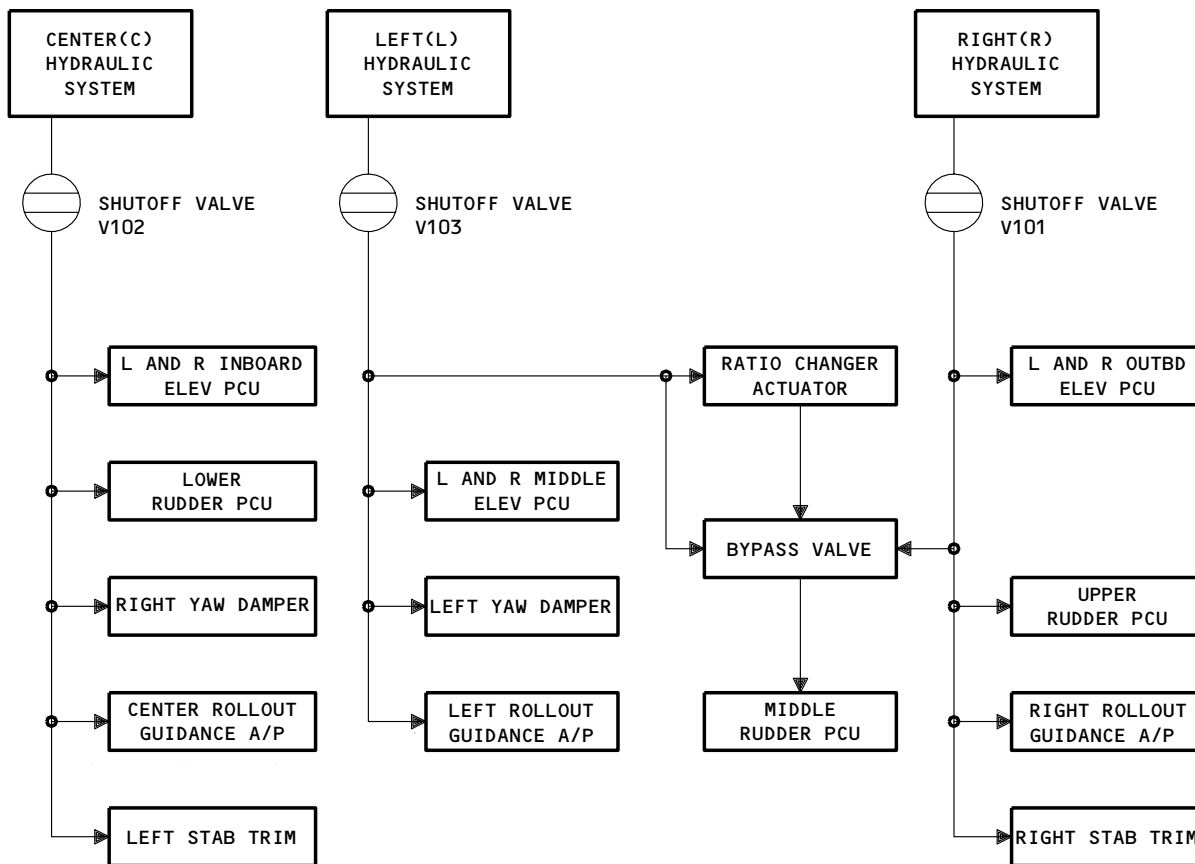 CENTER(C)
HYDRAULIC
SYSTEM
LEFT(L)
HYDRAULIC
SYSTEM
RIGHT(R)
HYDRAULIC
SYSTEM
SHUTOFF VALVE
V102
SHUTOFF VALVE
V103
SHUTOFF VALVE
V101
L AND R INBOARD
ELEV PCU
RATIO CHANGER
ACTUATOR
L AND R OUTBD
ELEV PCU
LOWER
RUDDER PCU
L AND R MIDDLE
ELEV PCU
BYPASS VALVE
RIGHT YAW DAMPER
LEFT YAW DAMPER
UPPER
RUDDER PCU
CENTER ROLLOUT
GUIDANCE A/P
LEFT ROLLOUT
GUIDANCE A/P
MIDDLE
RUDDER PCU
RIGHT ROLLOUT
GUIDANCE A/P
LEFT STAB TRIM
RIGHT STAB TRIM